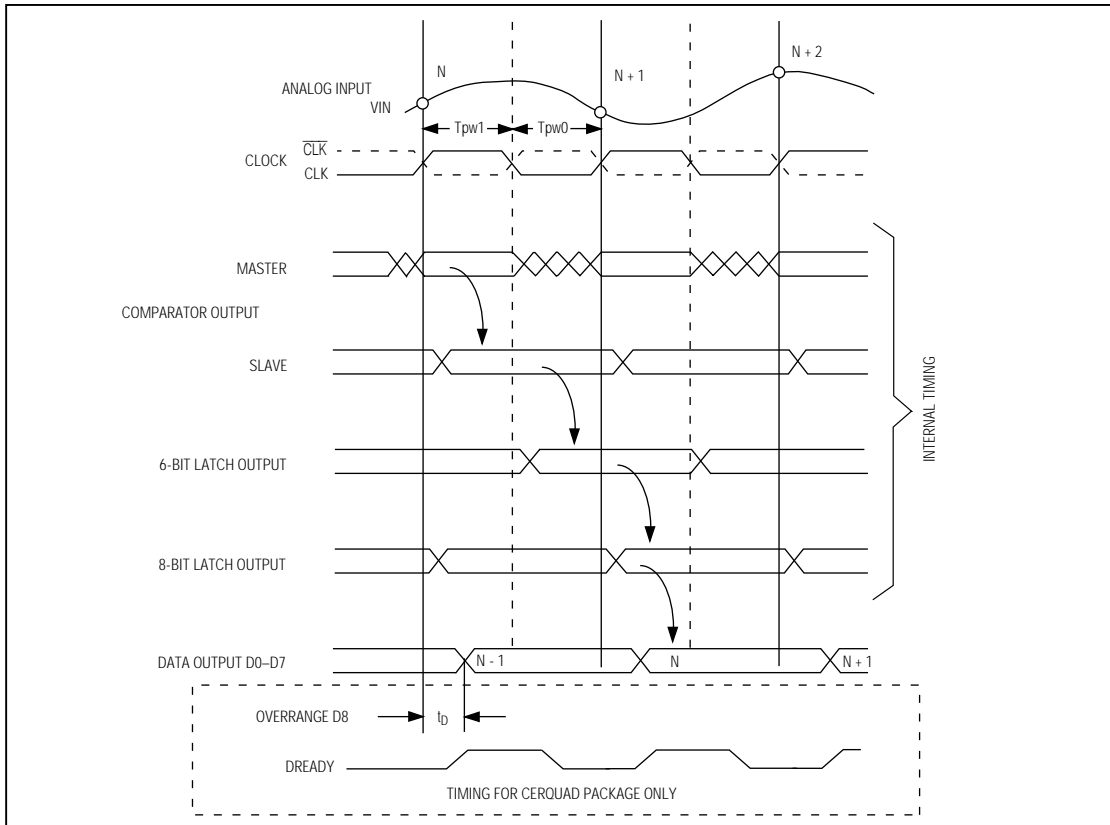 N
N + 1
N + 2
ANALOG INPUT
VIN
Tpw1
Tpw0
CLK
CLOCK
CLK
MASTER
COMPARATOR OUTPUT
SLAVE
INTERNAL TIMING
6-BIT LATCH OUTPUT
8-BIT LATCH OUTPUT
DATA OUTPUT D0–D7
N - 1
N
N + 1
OVERRANGE D8
tD
DREADY
TIMING FOR CERQUAD PACKAGE ONLY